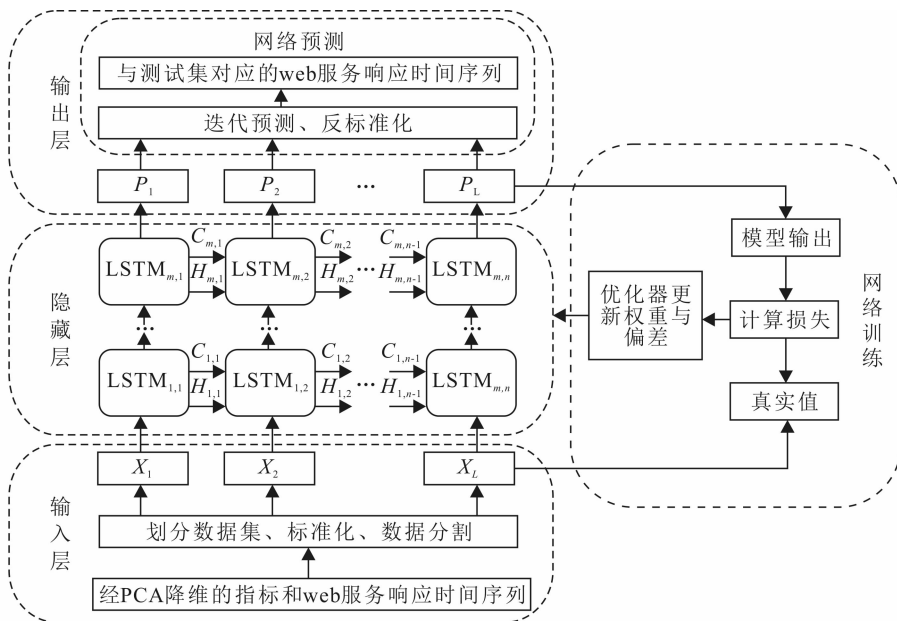 网络预测
与测试集对应的web服务响应时间序列
输出层
迭代预测、反标准化
P1
P2
...
PL
模型输出
Cm,1
Cm,2
Cm,n-1
LSTMm,1
Hm,1
LSTMm,2
Hm,2
...
Hm,n-1
LSTMm,n
隐藏层
...
...
...
优化器更
新权重与
偏差
计算损失
网络训练
C1,1
C1,2
C1,n-1
LSTM1,1
H1,1
LSTM1,2
H1,2
...
H1,n-1
LSTMm,n
真实值
X1
X2
XL
输入层
划分数据集、标准化、数据分割
经PCA降维的指标和web服务响应时间序列